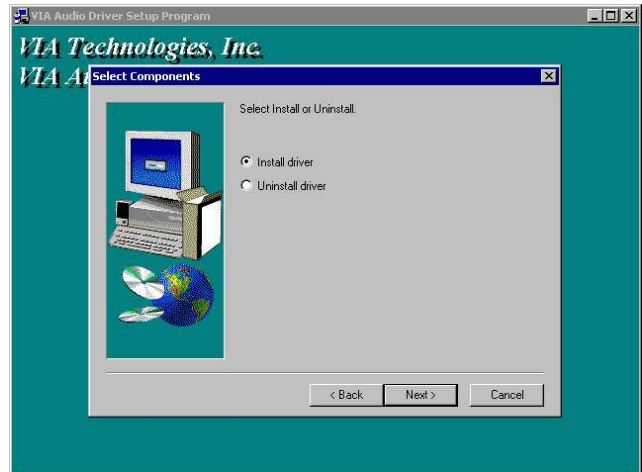 VIA Audio Driver Setup Program
VIA Technologies, Inc.
VIA
Select Components
Select Install or Uninstall.
Install driver
Uninstall driver
< Back
Next >
Cancel